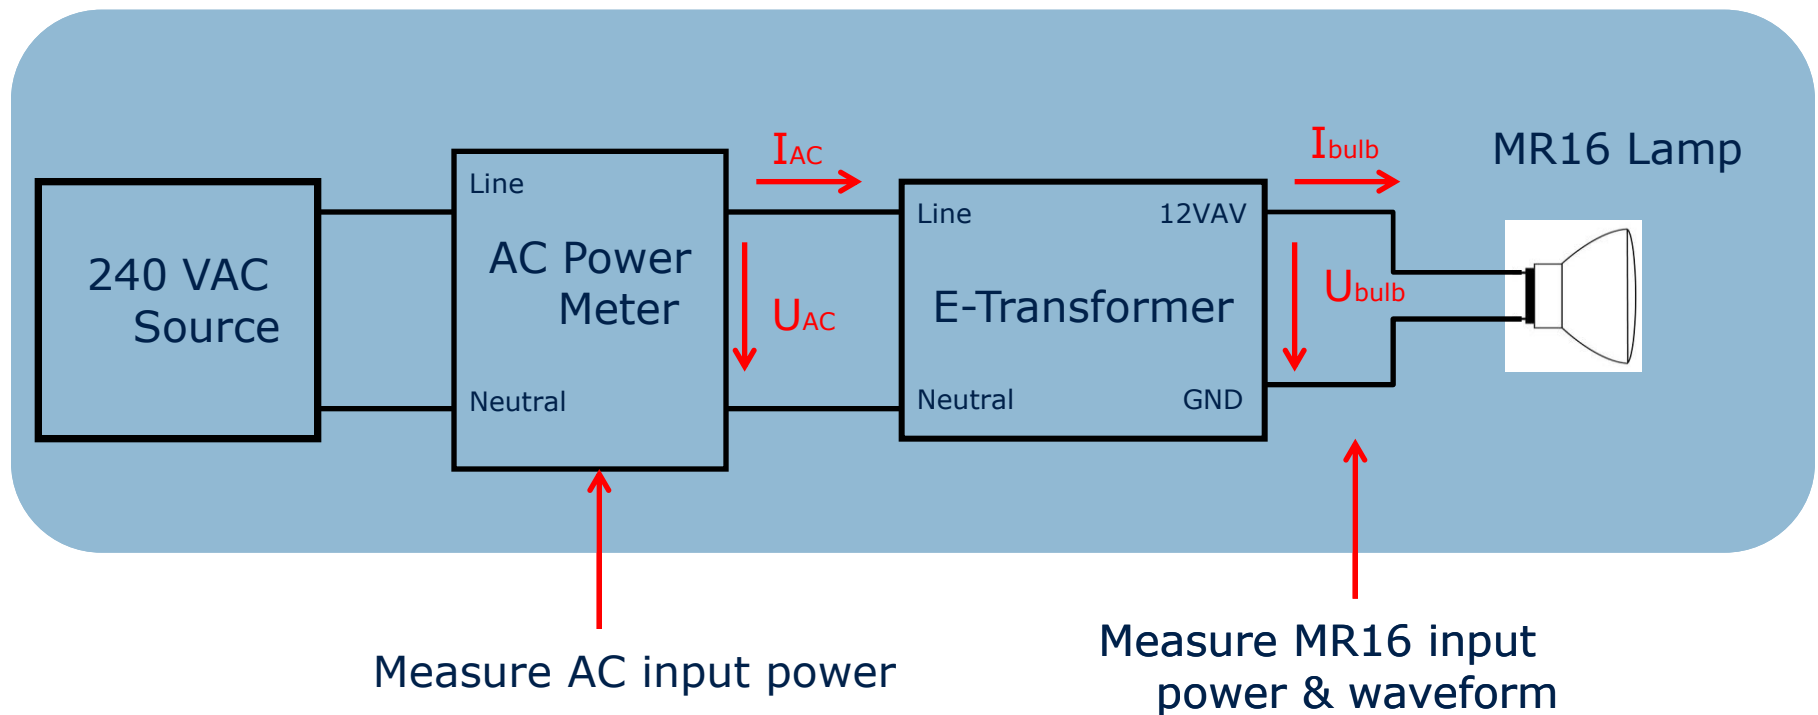 240 VAC
Source
Line
AC Power
Meter
Neutral
IAC
UAC
Line
12VAV
E-Transformer
Neutral
GND
Ibulb
Ubulb
MR16 Lamp
Measure AC input power
Measure MR16 input
power & waveform